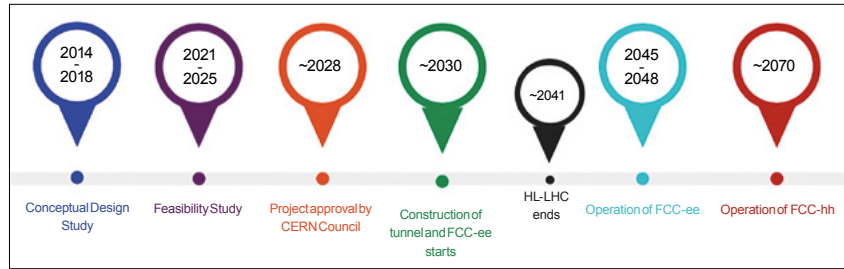 2014
-
2018
2021
-
2025
~2028
~2030
~2041
2045
-
2048
~2070
Conceptual Design
Study
Feasibility Study
Project approval by
CERN Council
Construction of
tunnel and FCC-ee
starts
HL-LHC
ends
Operation of FCC-ee
Operation of FCC-hh